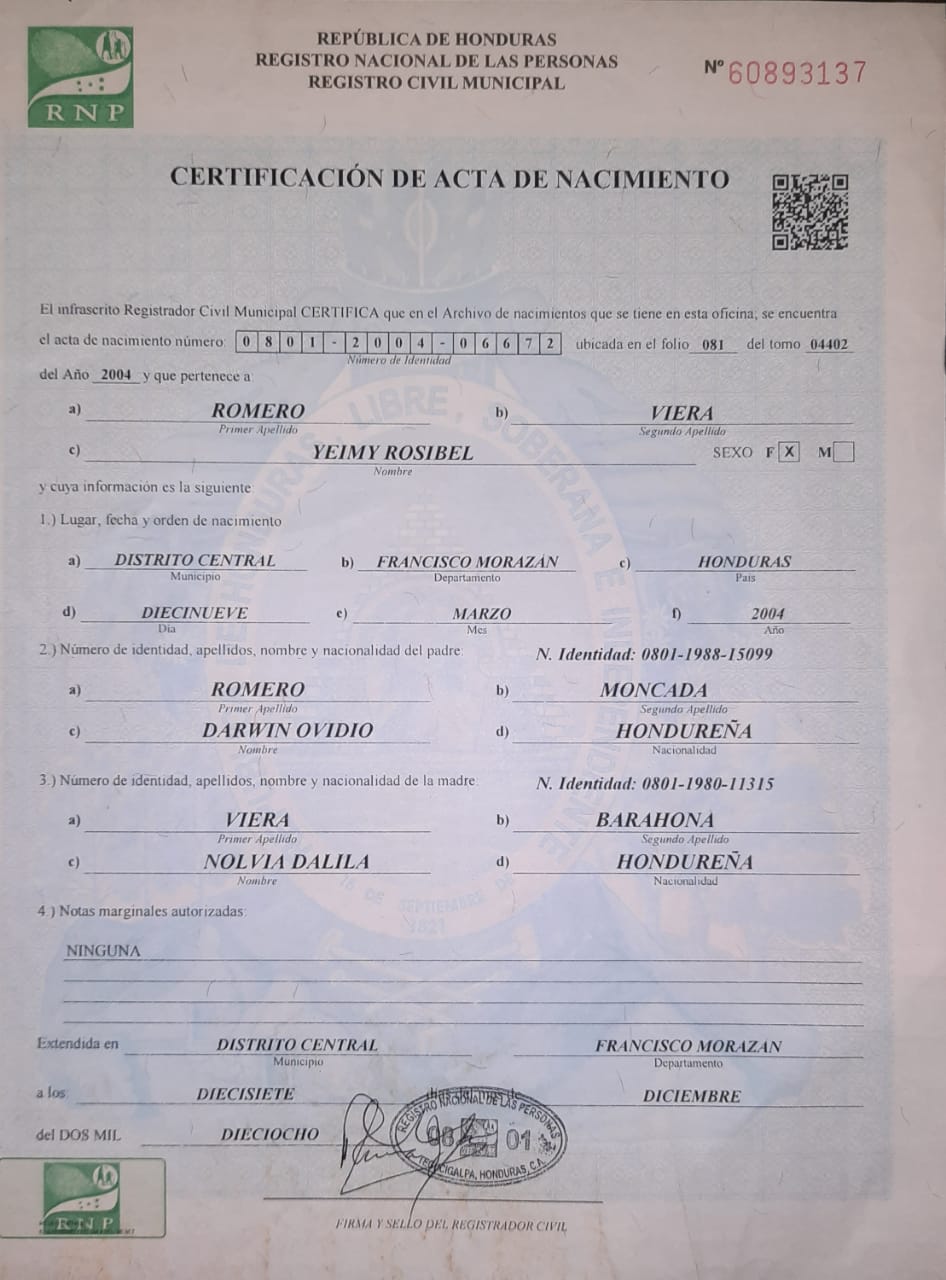 REPÚBLICA DE HONDURAS
REGISTRO NACIONAL DE LAS PERSONAS
REGISTRO CIVIL MUNICIPAL
Nº 60893137
RNP
CERTIFICACIÓN DE ACTA DE NACIMIENTO
El infrascrito Registrador Civil Municipal CERTIFICA que en el Archivo de nacimientos que se tiene en esta oficina, se encuentra
el acta de nacimiento número: 0801-2004-06672 ubicada en el folio 081 del tomo 04402
Número de Identidad
del Año 2004 y que pertenece a:
a) ROMERO b) VIERA
Primer Apellido Segundo Apellido
c) YEIMY ROSIBEL SEXO F X M
Nombre
y cuya información es la siguiente:
1.) Lugar, fecha y orden de nacimiento
a) DISTRITO CENTRAL b) FRANCISCO MORAZÁN c) HONDURAS
Municipio Departamento País
d) DIECINUEVE e) MARZO f) 2004
Día Mes Año
2.) Número de identidad, apellidos, nombre y nacionalidad del padre: N. Identidad: 0801-1988-15099
a) ROMERO b) MONCADA
Primer Apellido Segundo Apellido
c) DARWIN OVIDIO d) HONDUREÑA
Nombre Nacionalidad
3.) Número de identidad, apellidos, nombre y nacionalidad de la madre: N. Identidad: 0801-1980-11315
a) VIERA b) BARAHONA
Primer Apellido Segundo Apellido
c) NOLVIA DALILA d) HONDUREÑA
Nombre Nacionalidad
4.) Notas marginales autorizadas:
NINGUNA
Extendida en DISTRITO CENTRAL FRANCISCO MORAZÁN
Municipio Departamento
a los: DIECISIETE días del mes de DICIEMBRE
del DOS MIL DIECIOCHO
REGISTRO NACIONAL DE LAS PERSONAS
08 01
TEGUCIGALPA, HONDURAS, C.A.
FIRMA Y SELLO DEL REGISTRADOR CIVIL
RNP